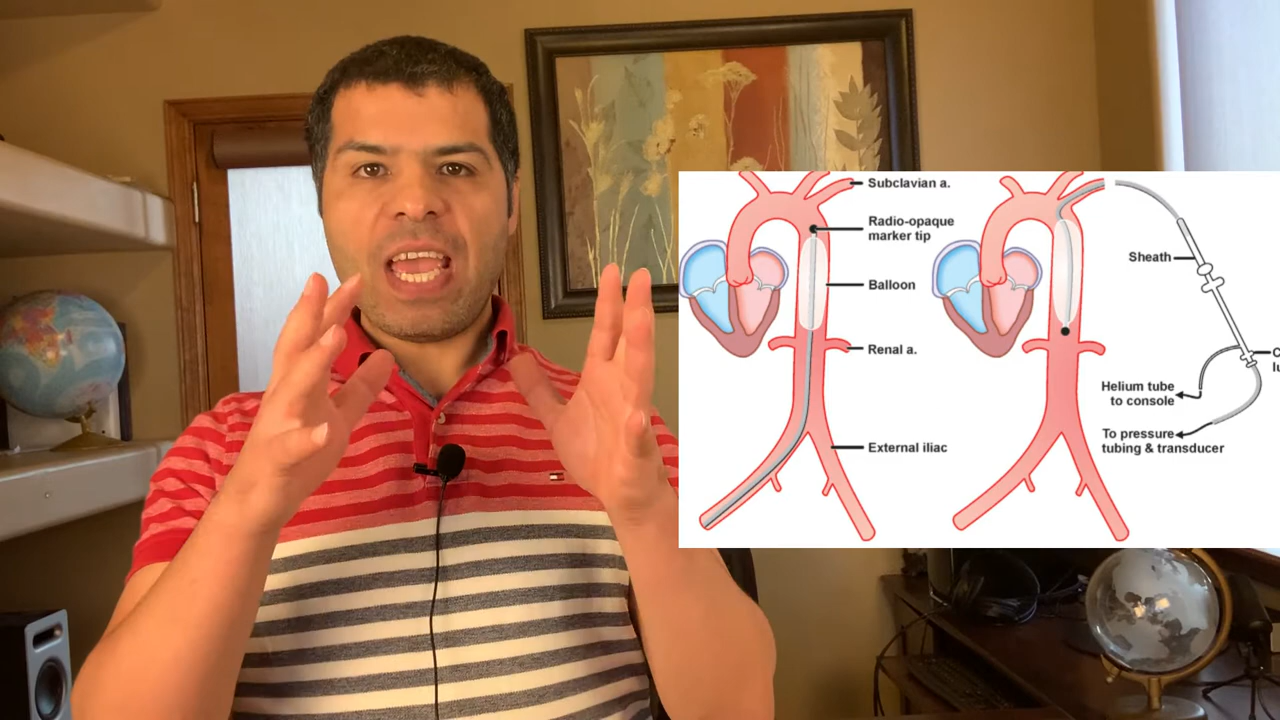 Subclavian a.
Radio-opaque
marker tip
Balloon
Renal a.
External iliac
Sheath
Helium tube
to console
To pressure
tubing & transducer